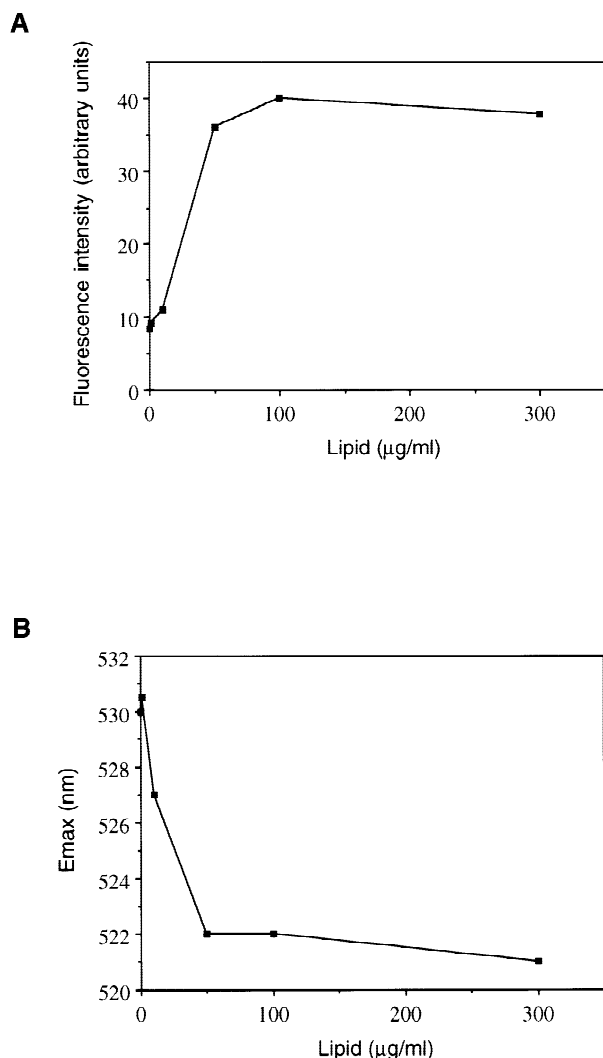 A
Fluorescence intensity (arbitrary units)
40
30
20
10
0
0 100 200 300
Lipid (µg/ml)
B
Emax (nm)
532
530
528
526
524
522
520
0 100 200 300
Lipid (µg/ml)